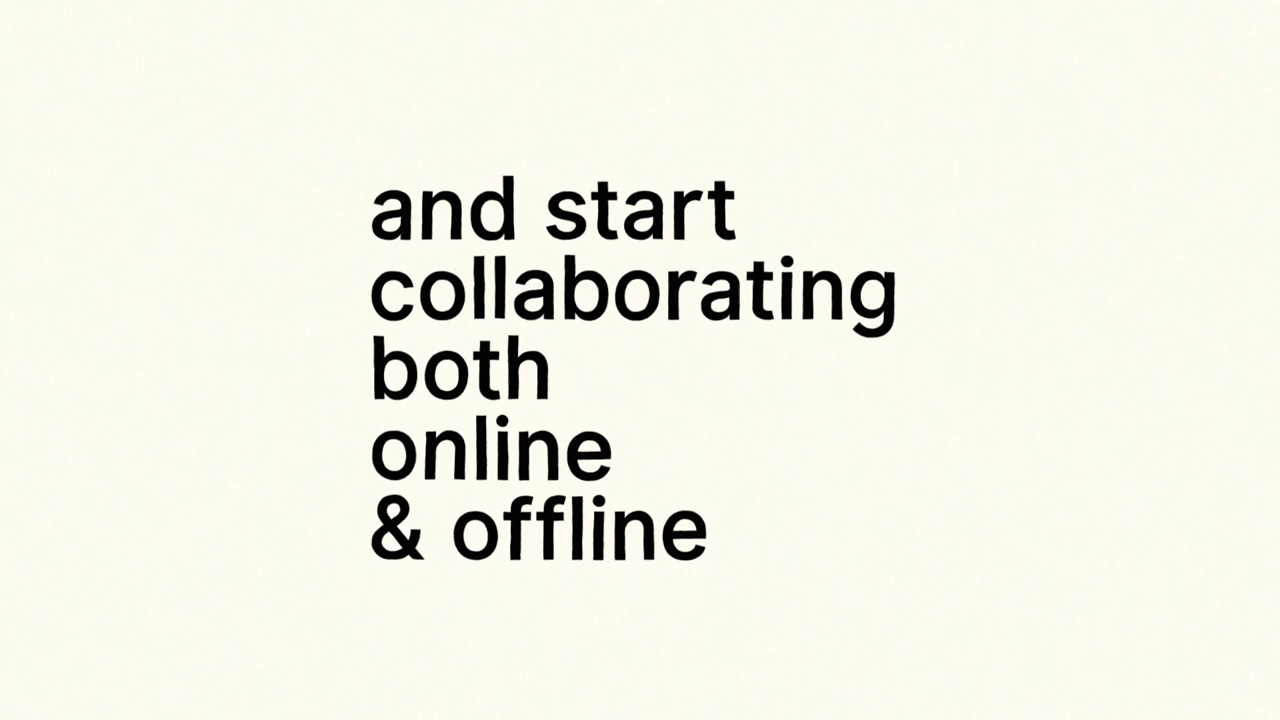 and start
collaborating
both
online
& offline